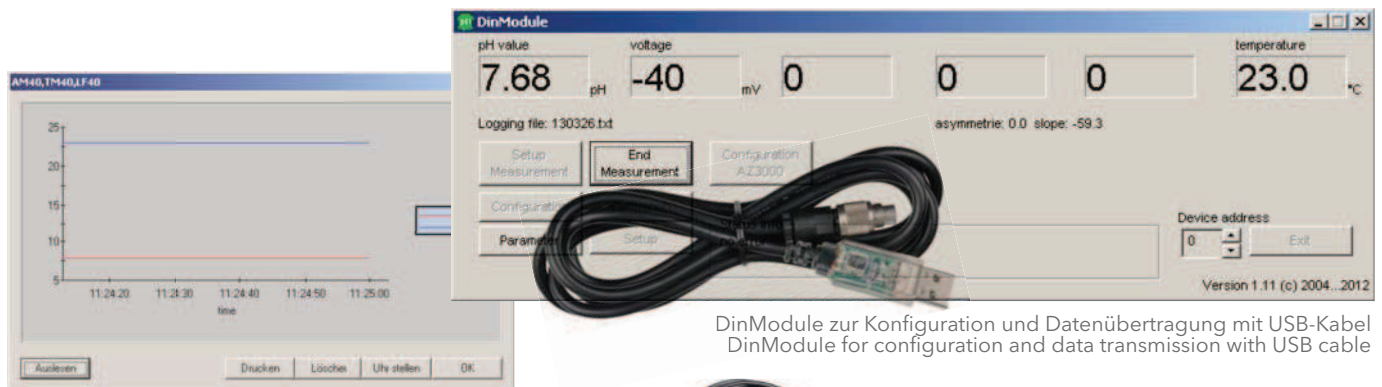 DinModule
pH value voltage temperature
7.68 pH -40 mV 0 0 0 23.0 °C
Logging file: 130326.txt asymmetrie: 0.0 slope: -59.3
Setup Measurement
End Measurement
Configuration AZ3000
Configuration
Parameter
Setup
Device address
0
Exit
Version 1.11 (c) 2004...2012
AM40,TM40,LF40
25
20
15
10
5
11:24:20 11:24:30 11:24:40 11:24:50 11:25:00
time
Auslesen Drucken Löschen Uhr stellen OK
DinModule zur Konfiguration und Datenübertragung mit USB-Kabel
DinModule for configuration and data transmission with USB cable